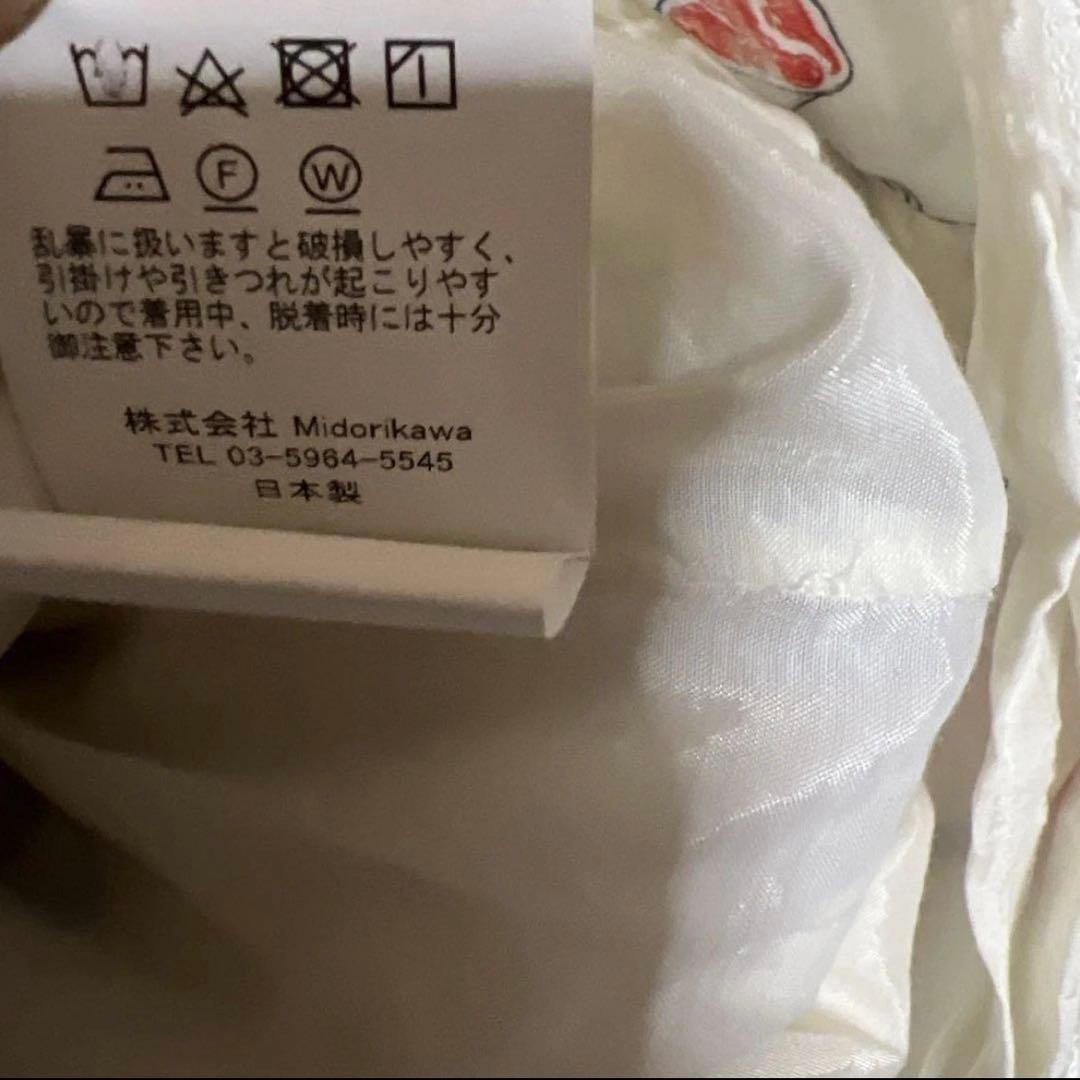 F W
乱暴に扱いますと破損しやすく、
引掛けや引きつれが起こりやす
いので着用中、脱着時には十分
御注意下さい。
株式会社 Midorikawa
TEL 03-5964-5545
日本製